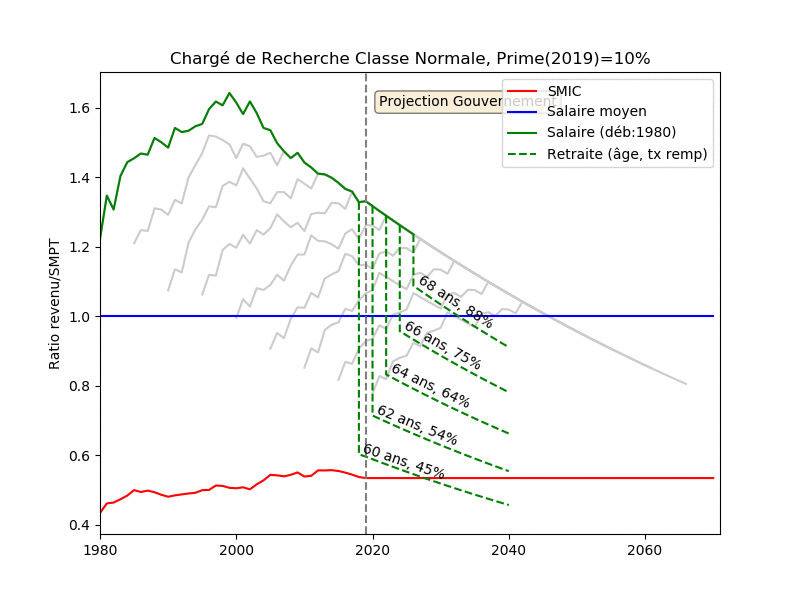 Chargé de Recherche Classe Normale, Prime(2019)=10%
Projection Gouvernement
SMIC
Salaire moyen
Salaire (déb:1980)
Retraite (âge, tx remp)
Ratio revenu/SMPT
1.6
1.4
1.2
1.0
0.8
0.6
0.4
68 ans, 88%
66 ans, 75%
64 ans, 64%
62 ans, 54%
60 ans, 45%
1980
2000
2020
2040
2060